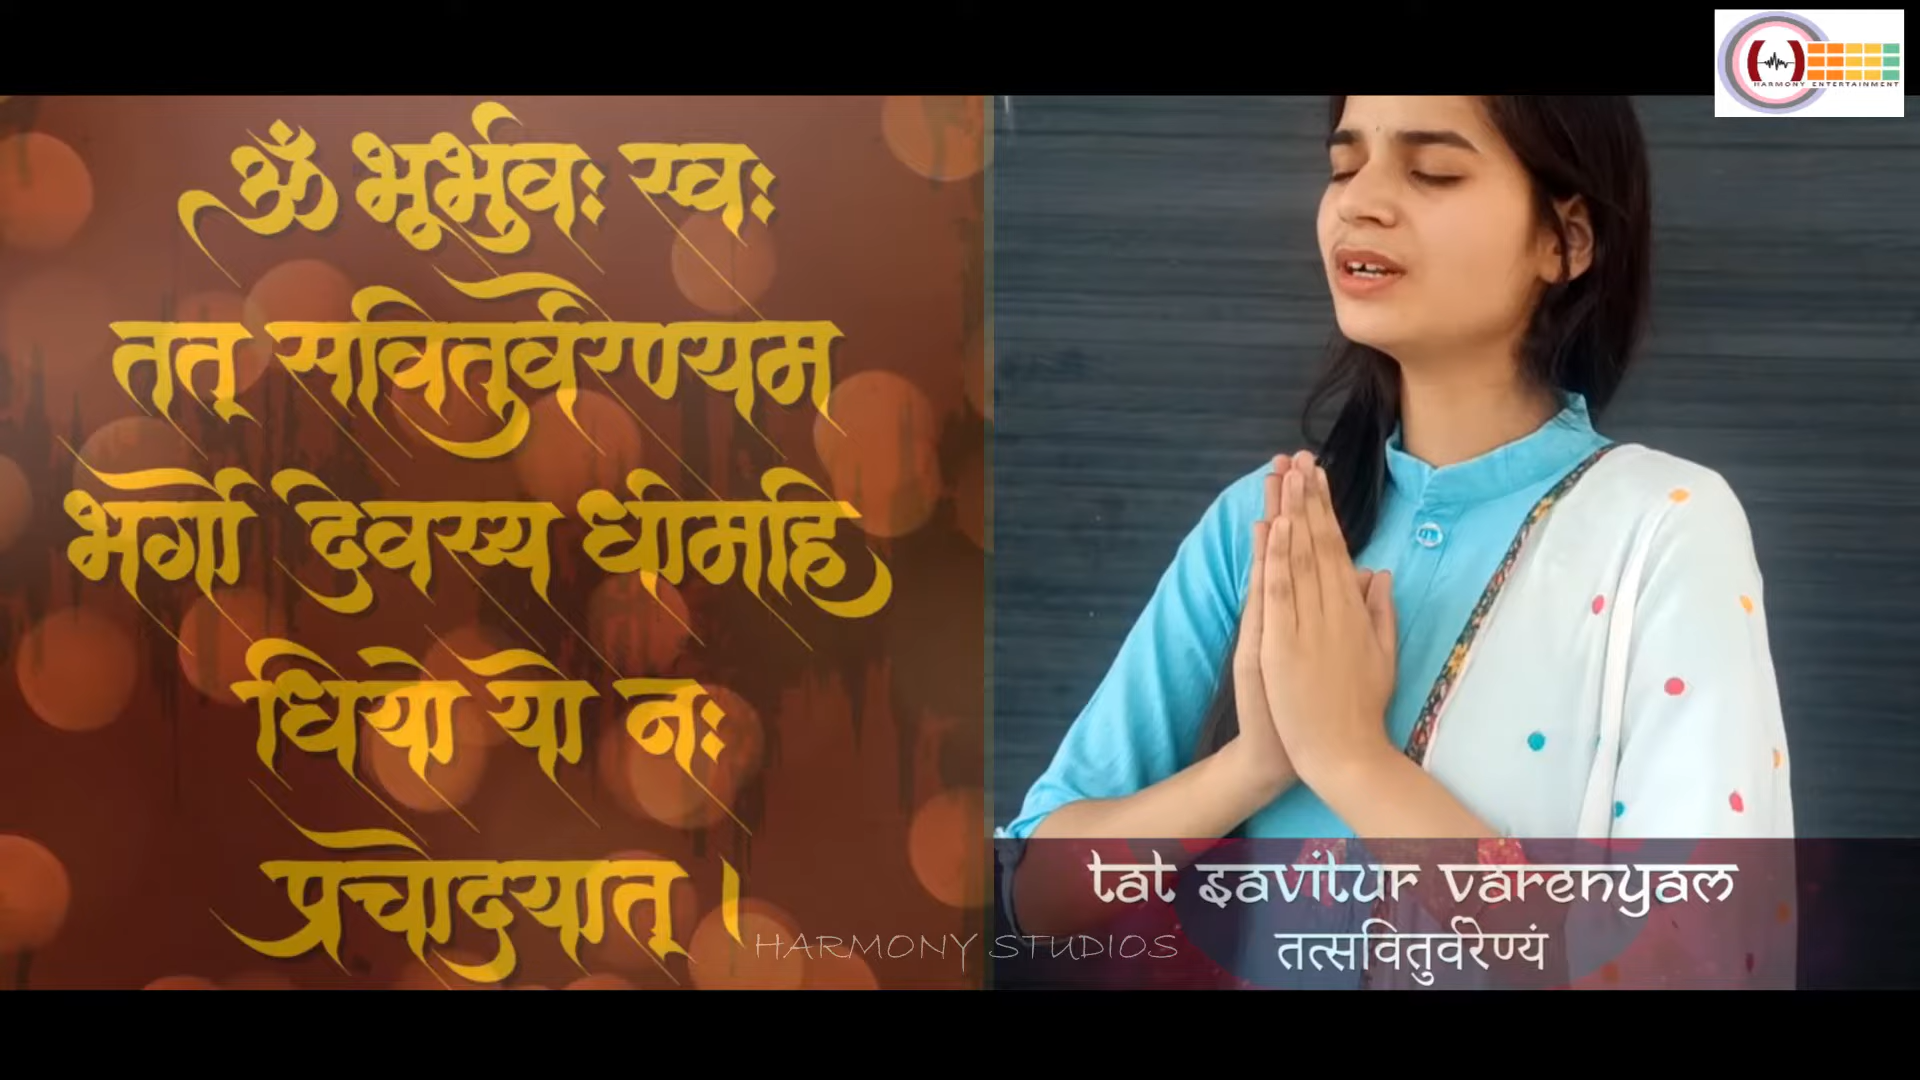 ॐ भूर्भुवः स्वः
तत् सवितुर्वरेण्यम
भर्गो देवस्य धीमहि
धियो यो नः
प्रचोदयात् ।
HARMONY STUDIOS
HARMONY ENTERTAINMENT
tat savitur varenyam
तत्सवितुर्वरेण्यं